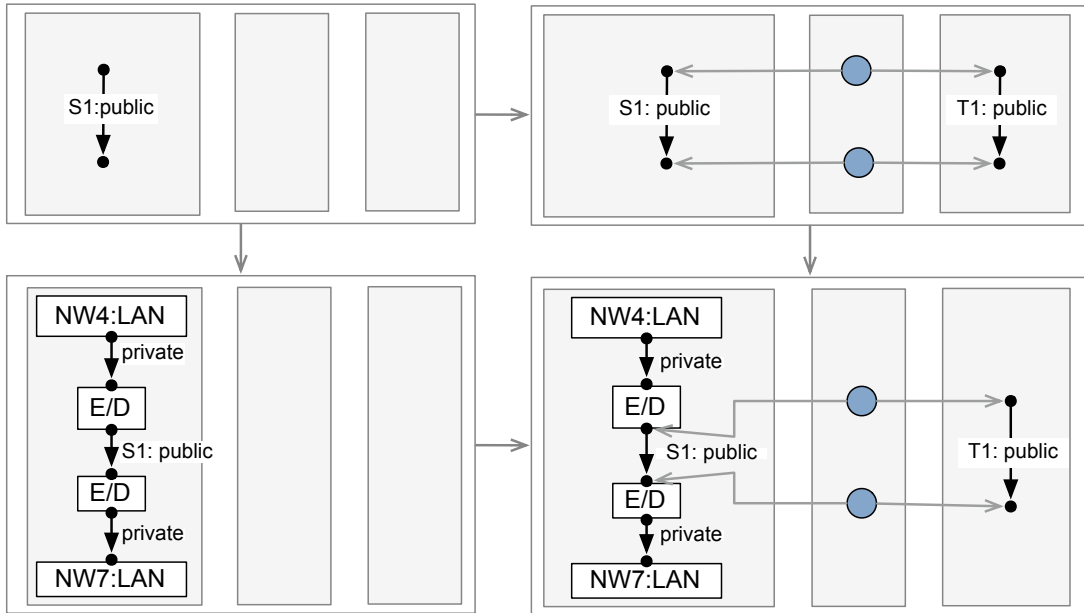 S1:public
S1: public
T1: public
NW4:LAN
private
E/D
S1: public
E/D
private
NW7:LAN
NW4:LAN
private
E/D
S1: public
E/D
private
NW7:LAN
T1: public